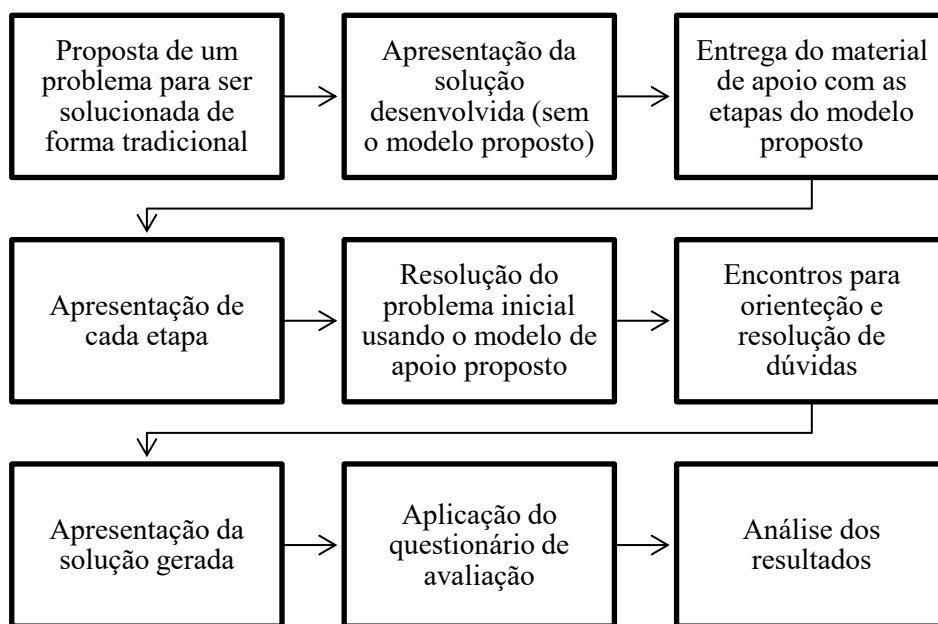 Proposta de um
problema para ser
solucionada de
forma tradicional
Apresentação da
solução
desenvolvida (sem
o modelo proposto)
Entrega do material
de apoio com as
etapas do modelo
proposto
Apresentação de
cada etapa
Resolução do
problema inicial
usando o modelo de
apoio proposto
Encontros para
orienteção e
resolução de
dúvidas
Apresentação da
solução gerada
Aplicação do
questionário de
avaliação
Análise dos
resultados